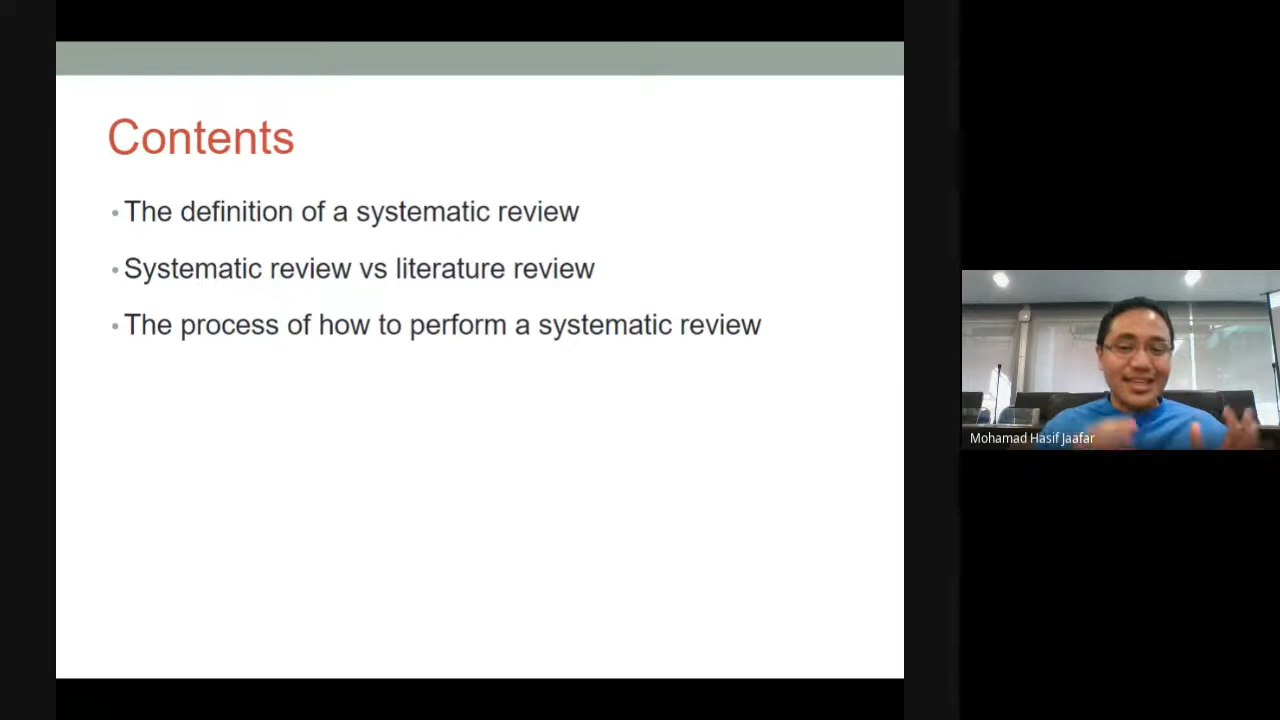 Contents
• The definition of a systematic review
• Systematic review vs literature review
• The process of how to perform a systematic review
Mohamad Hasif Jaafar